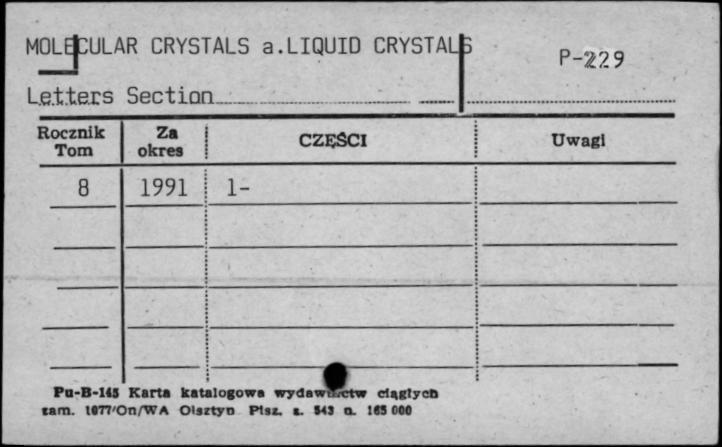 MOLECULAR CRYSTALS a.LIQUID CRYSTALS
P-229
Letters Section
Rocznik Tom
Za okres
CZĘŚCI
Uwagi
8 1991 1-
Pu-B-145 Karta katalogowa wydawnictw ciągłych
zam. 1077/On/WA Olsztyn Pisz. z. 543 n. 165 000